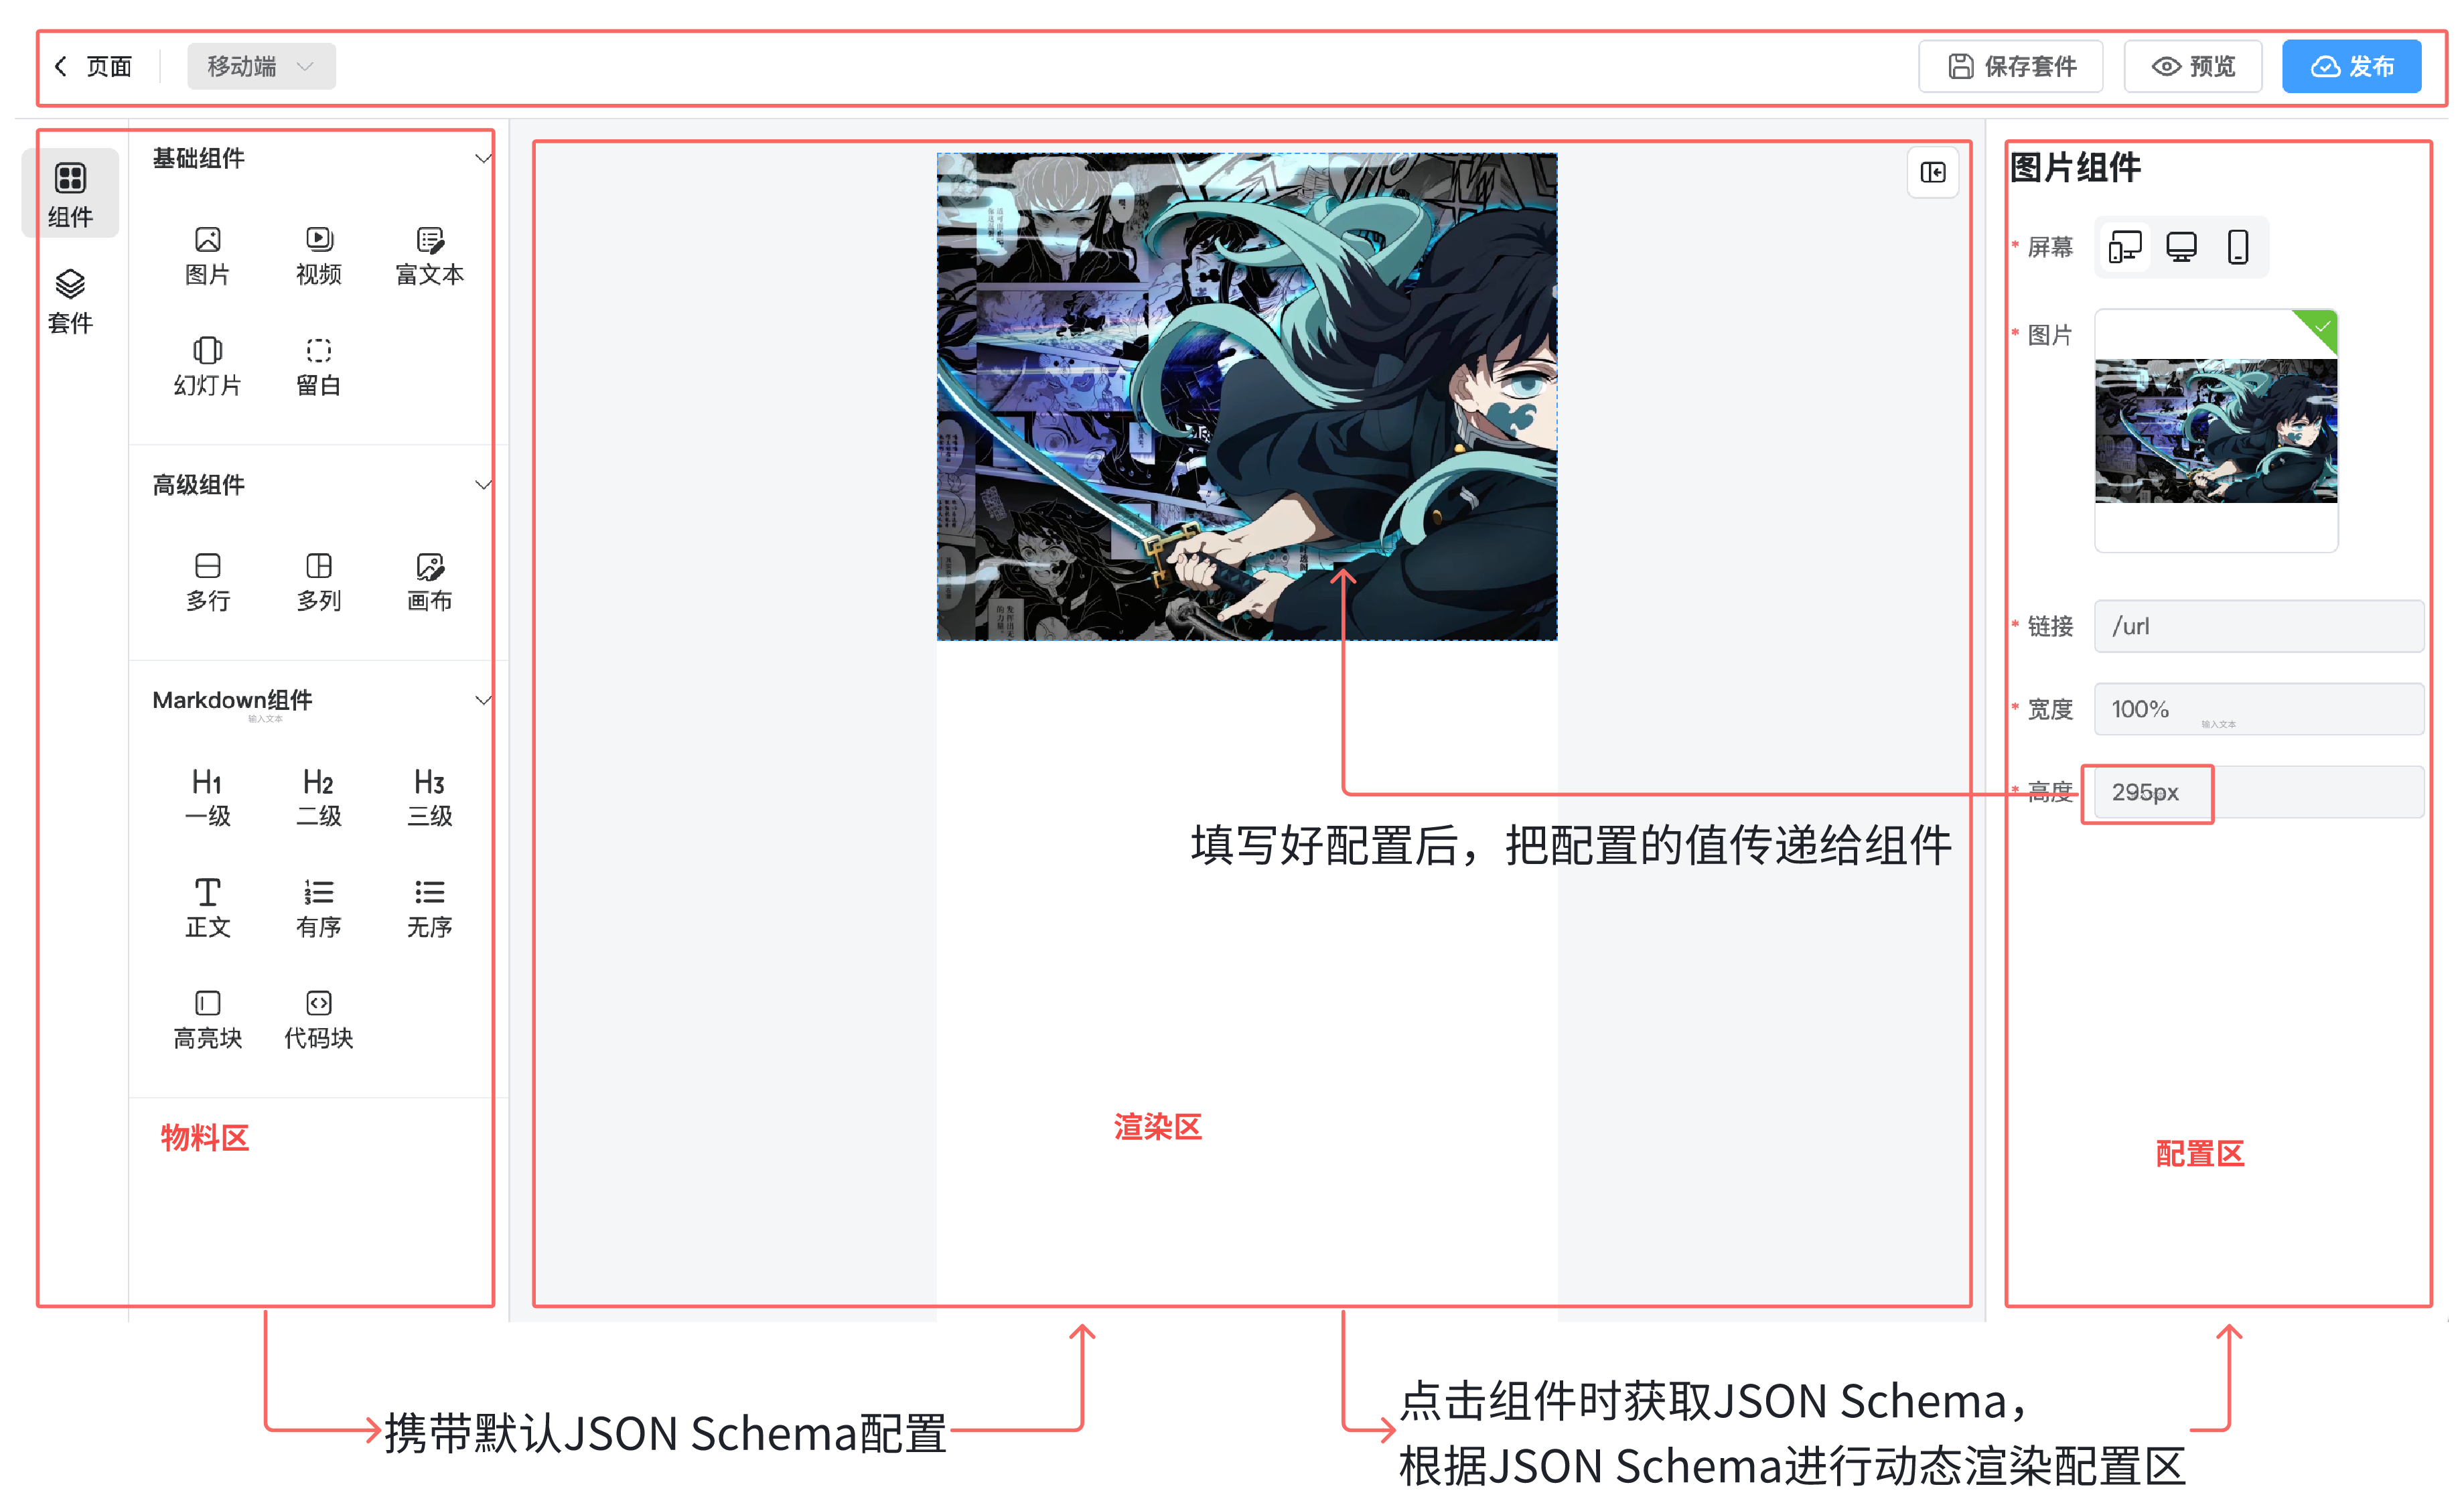 页面
移动端
保存套件
预览
发布
组件
套件
基础组件
图片
视频
富文本
幻灯片
留白
高级组件
多行
多列
画布
Markdown组件
输入文本
H1
一级
H2
二级
H3
三级
正文
有序
无序
高亮块
代码块
物料区
填写好配置后，把配置的值传递给组件
渲染区
图片组件
* 屏幕
* 图片
* 链接
/url
* 宽度
100%
输入文本
* 高度
295px
配置区
携带默认JSON Schema配置
点击组件时获取JSON Schema，
根据JSON Schema进行动态渲染配置区